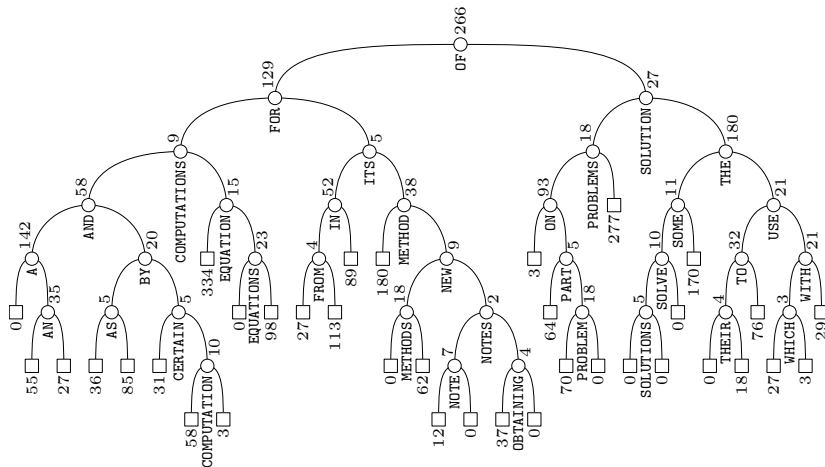 266
OF
129
FOR
27
SOLUTION
9
COMPUTATIONS
5
ITS
18
PROBLEMS
180
THE
58
AND
15
EQUATION
52
IN
38
METHOD
93
ON
277
11
SOME
21
USE
142
A
20
BY
334
23
EQUATIONS
4
FROM
89
180
9
NEW
3
5
PART
10
SOLVE
170
32
TO
21
WITH
0
35
AN
5
AS
5
CERTAIN
0
98
27
113
18
METHODS
2
NOTES
64
18
PROBLEM
5
SOLUTIONS
0
4
THEIR
76
3
WHICH
29
55
27
36
85
31
10
COMPUTATION
0
62
7
NOTE
4
OBTAINING
70
0
0
0
0
18
27
3
58
3
12
0
37
0